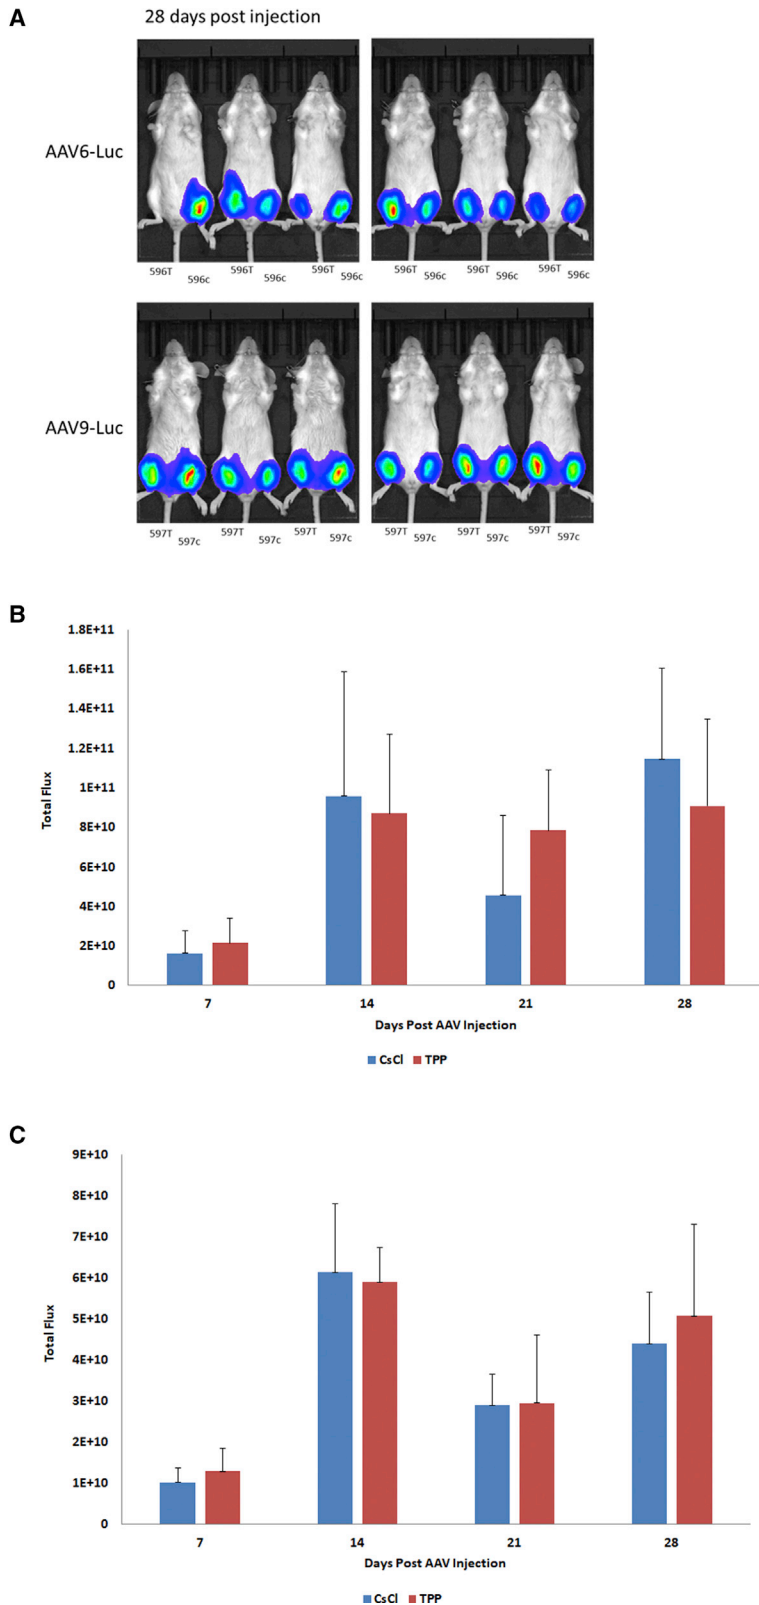 A
28 days post injection
AAV6-Luc
596T 596c 596T 596c 596T 596c
596T 596c 596T 596c 596T 596c
AAV9-Luc
597T 597c 597T 597c 597T 597c
597T 597c 597T 597c 597T 597c
B
1.8E+11
1.6E+11
1.4E+11
1.2E+11
1E+11
8E+10
6E+10
4E+10
2E+10
0
Total Flux
7 14 21 28
Days Post AAV Injection
CsCl TPP
C
9E+10
8E+10
7E+10
6E+10
5E+10
4E+10
3E+10
2E+10
1E+10
0
Total Flux
7 14 21 28
Days Post AAV Injection
CsCl TPP